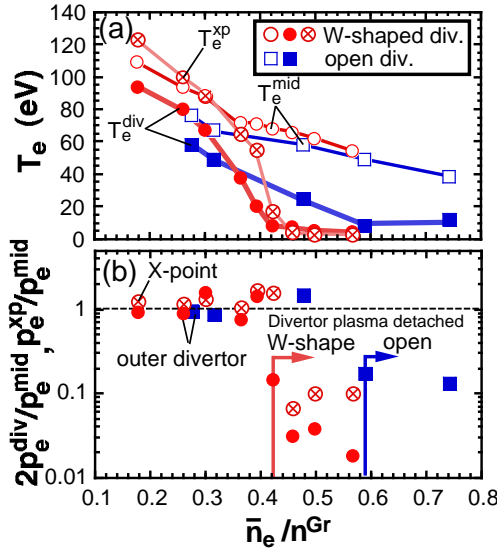 (a)
T_e^xp
W-shaped div.
open div.
T_e^mid
T_e^div
T_e (eV)
140
120
100
80
60
40
20
0
(b)
X-point
outer divertor
Divertor plasma detached
W-shape
open
2p_e^div/p_e^mid, p_e^xp/p_e^mid
1
0.1
0.01
0.1 0.2 0.3 0.4 0.5 0.6 0.7 0.8
n̄_e/n^Gr